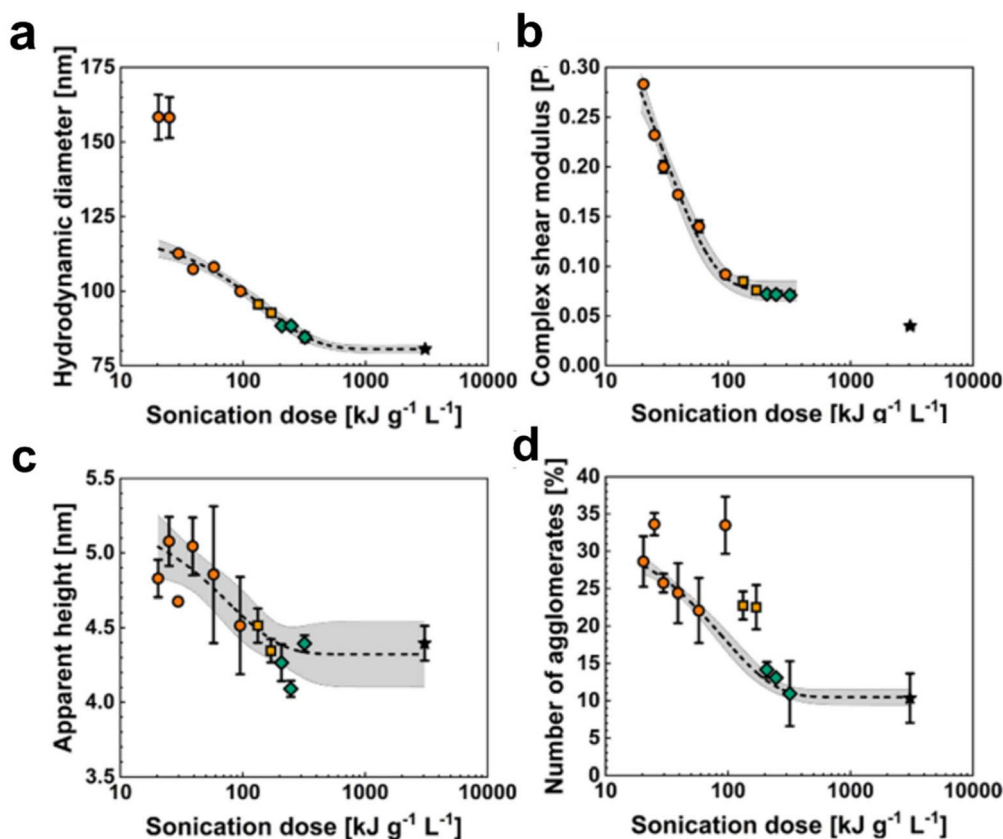 a
Hydrodynamic diameter [nm]
175
150
125
100
75
10 100 1000 10000
Sonication dose [kJ g⁻¹ L⁻¹]
b
Complex shear modulus [P
0.30
0.25
0.20
0.15
0.10
0.05
0.00
10 100 1000 10000
Sonication dose [kJ g⁻¹ L⁻¹]
c
Apparent height [nm]
5.5
5.0
4.5
4.0
3.5
10 100 1000 10000
Sonication dose [kJ g⁻¹ L⁻¹]
d
Number of agglomerates [%]
40
35
30
25
20
15
10
5
0
10 100 1000 10000
Sonication dose [kJ g⁻¹ L⁻¹]